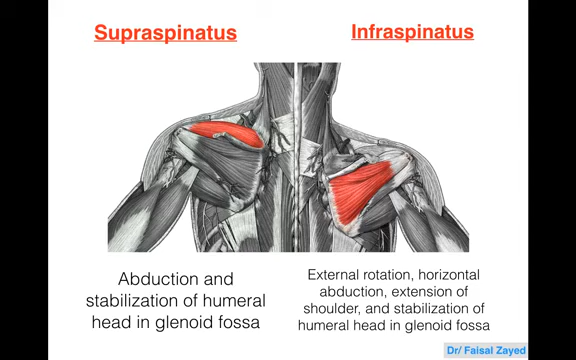 Supraspinatus
Infraspinatus
Abduction and
stabilization of humeral
head in glenoid fossa
External rotation, horizontal
abduction, extension of
shoulder, and stabilization of
humeral head in glenoid fossa
Dr/ Faisal Zayed